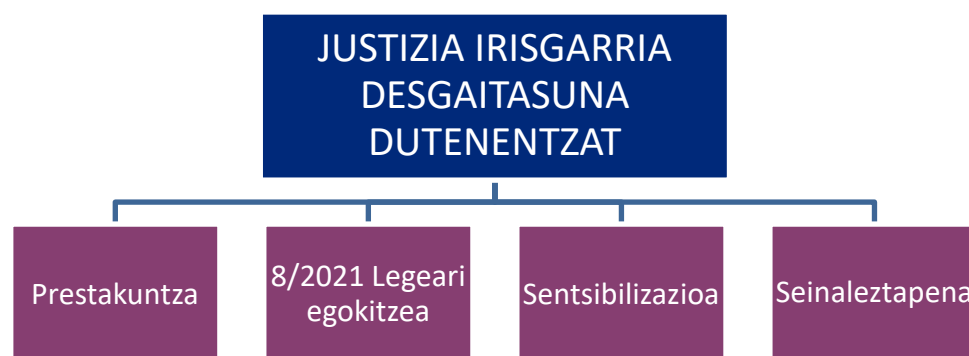 JUSTIZIA IRISGARRIA
DESGAITASUNA
DUTENENTZAT
Prestakuntza
8/2021 Legeari
egokitzea
Sentsibilizazioa
Seinaleztapena